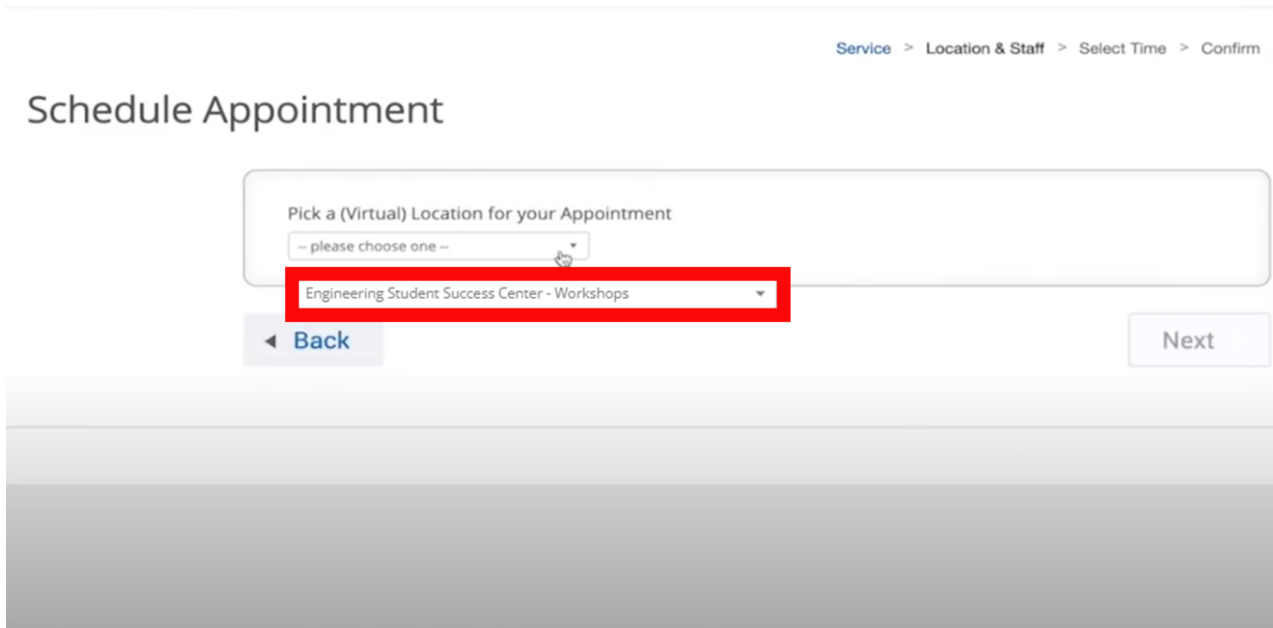 Service > Location & Staff > Select Time > Confirm
Schedule Appointment
Pick a (Virtual) Location for your Appointment
-- please choose one --
Engineering Student Success Center - Workshops
Back
Next